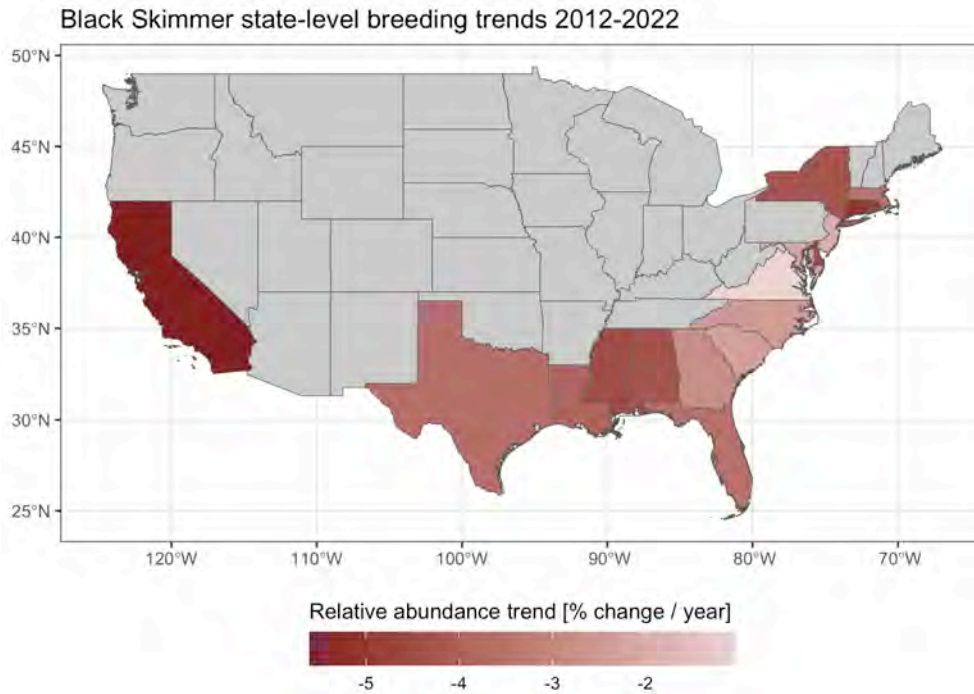 Black Skimmer state-level breeding trends 2012-2022
50°N
45°N
40°N
35°N
30°N
25°N
120°W 110°W 100°W 90°W 80°W 70°W
Relative abundance trend [% change / year]
-5 -4 -3 -2